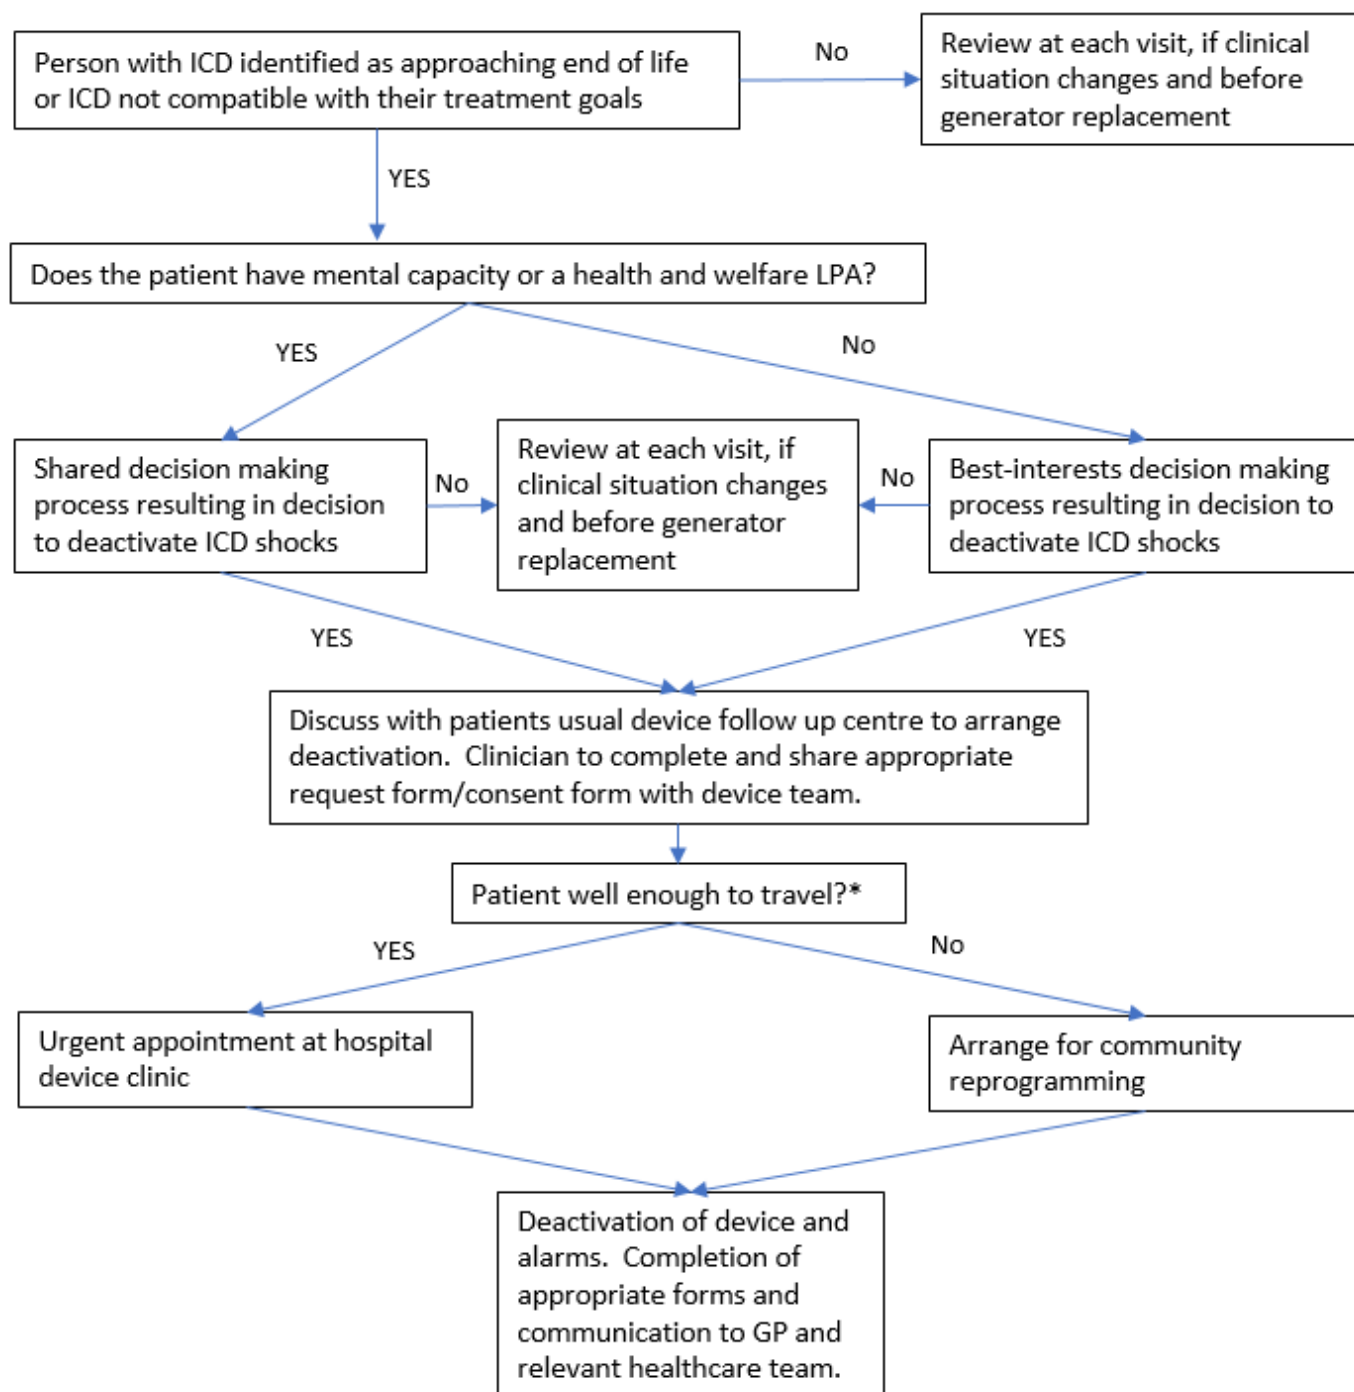 Person with ICD identified as approaching end of life
or ICD not compatible with their treatment goals
No
Review at each visit, if clinical
situation changes and before
generator replacement
YES
Does the patient have mental capacity or a health and welfare LPA?
YES
No
Shared decision making
process resulting in decision
to deactivate ICD shocks
No
Review at each visit, if
clinical situation changes
and before generator
replacement
No
Best-interests decision making
process resulting in decision to
deactivate ICD shocks
YES
YES
Discuss with patients usual device follow up centre to arrange
deactivation.  Clinician to complete and share appropriate
request form/consent form with device team.
Patient well enough to travel?*
YES
No
Urgent appointment at hospital
device clinic
Arrange for community
reprogramming
Deactivation of device and
alarms.  Completion of
appropriate forms and
communication to GP and
relevant healthcare team.